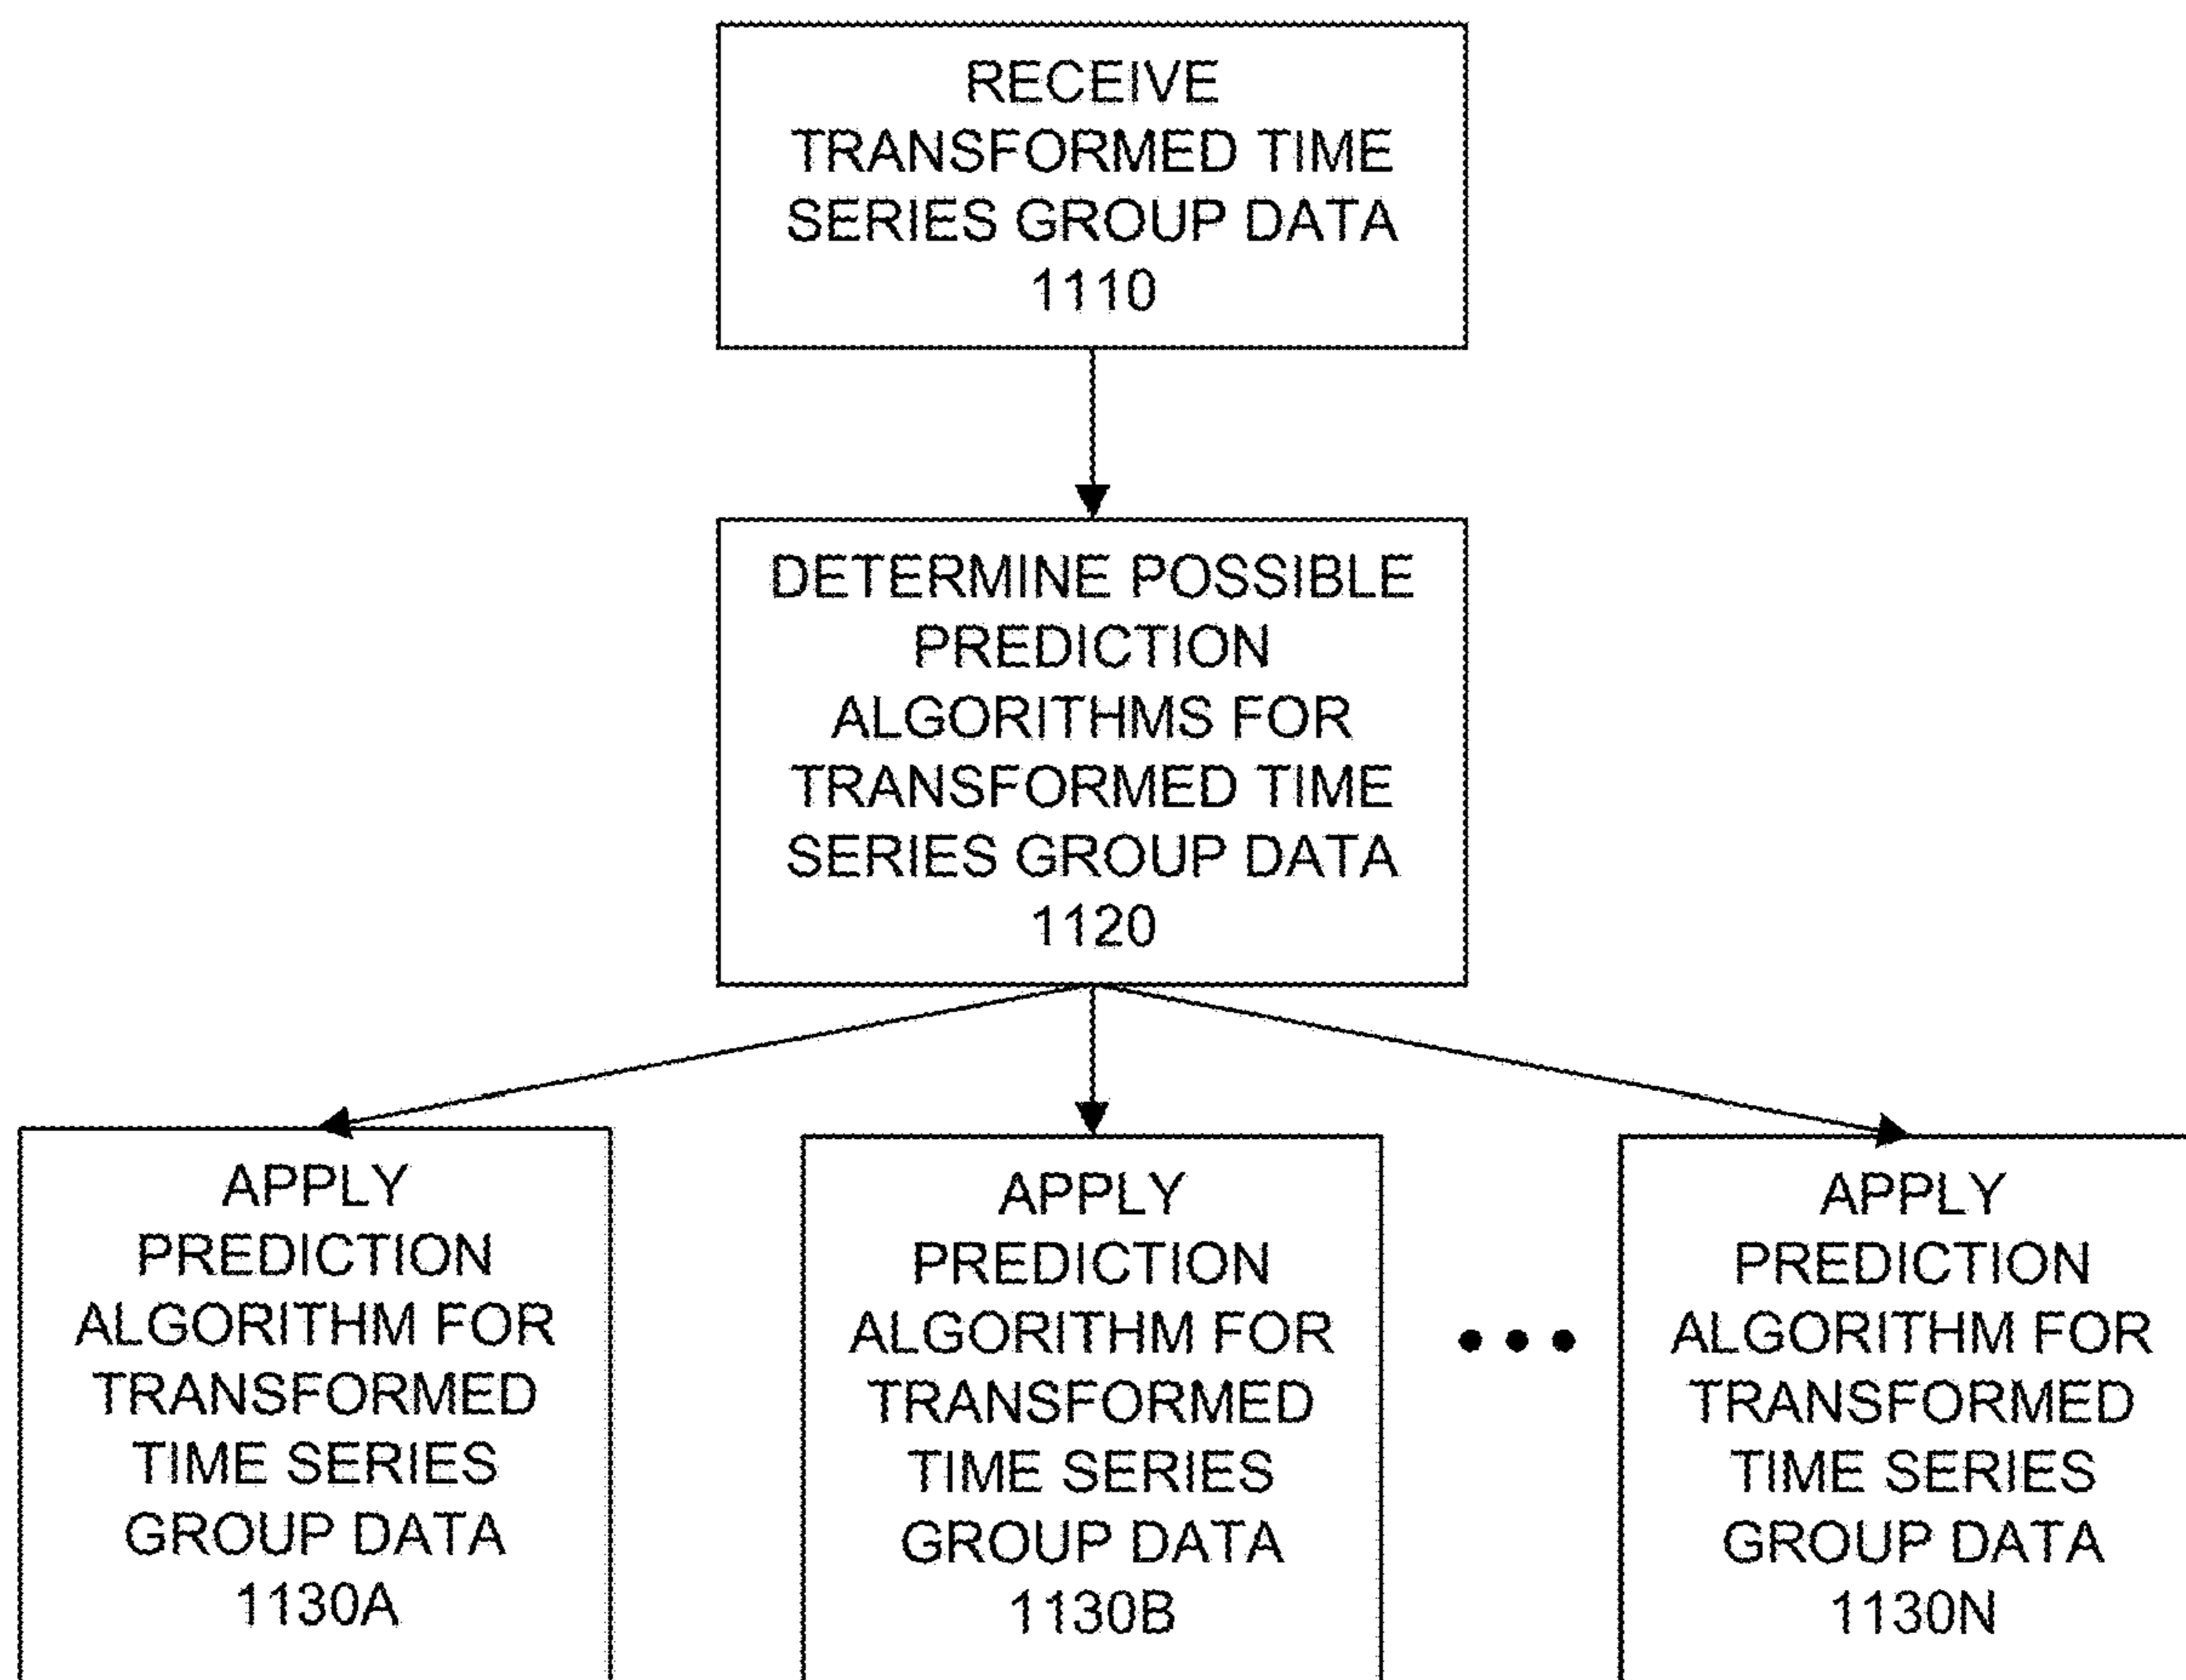 RECEIVE
TRANSFORMED TIME
SERIES GROUP DATA
1110
DETERMINE POSSIBLE
PREDICTION
ALGORITHMS FOR
TRANSFORMED TIME
SERIES GROUP DATA
1120
APPLY
PREDICTION
ALGORITHM FOR
TRANSFORMED
TIME SERIES
GROUP DATA
1130A
APPLY
PREDICTION
ALGORITHM FOR
TRANSFORMED
TIME SERIES
GROUP DATA
1130B
APPLY
PREDICTION
ALGORITHM FOR
TRANSFORMED
TIME SERIES
GROUP DATA
1130N